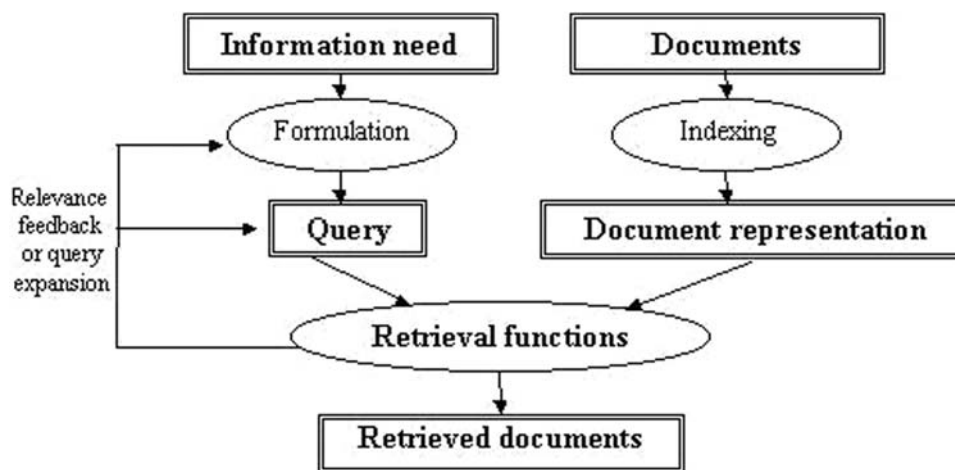 Information need
Documents
Formulation
Indexing
Relevance
feedback
or query
expansion
Query
Document representation
Retrieval functions
Retrieved documents